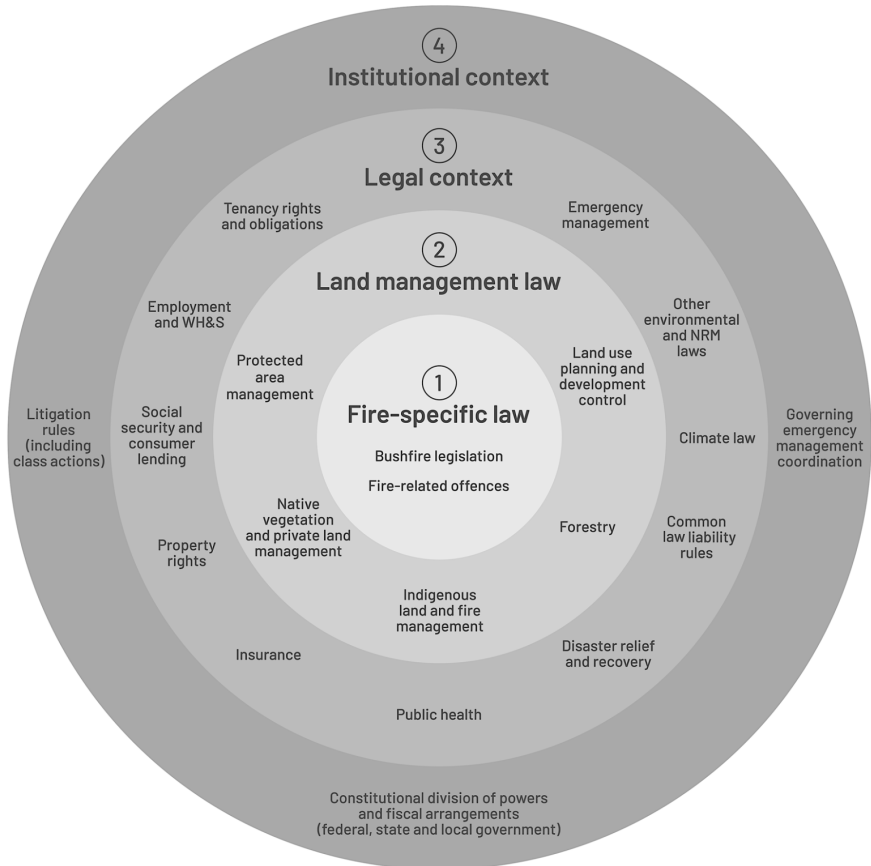 4
Institutional context
3
Legal context
Tenancy rights
and obligations
Emergency
management
2
Land management law
Employment
and WH&S
Other
environmental
and NRM
laws
Protected
area
management
Land use
planning and
development
control
1
Fire-specific law
Bushfire legislation
Fire-related offences
Litigation
rules
(including
class actions)
Social
security and
consumer
lending
Climate law
Governing
emergency
management
coordination
Native
vegetation
and private land
management
Forestry
Property
rights
Common
law liability
rules
Indigenous
land and fire
management
Insurance
Disaster relief
and recovery
Public health
Constitutional division of powers
and fiscal arrangements
(federal, state and local government)